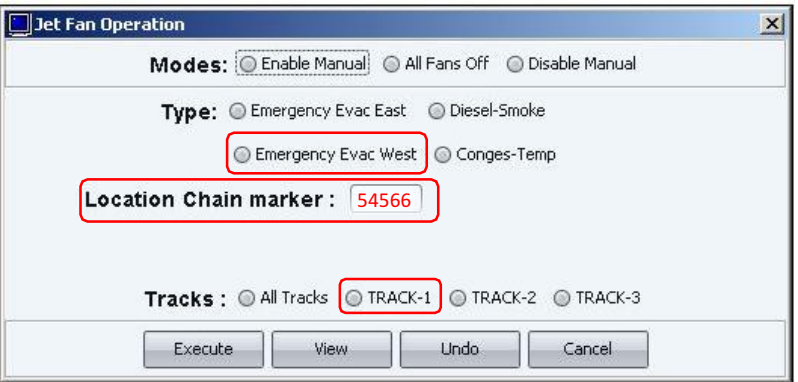 Jet Fan Operation
Modes: Enable Manual All Fans Off Disable Manual
Type: Emergency Evac East Diesel-Smoke
Emergency Evac West Conges-Temp
Location Chain marker : 54566
Tracks : All Tracks TRACK-1 TRACK-2 TRACK-3
Execute View Undo Cancel